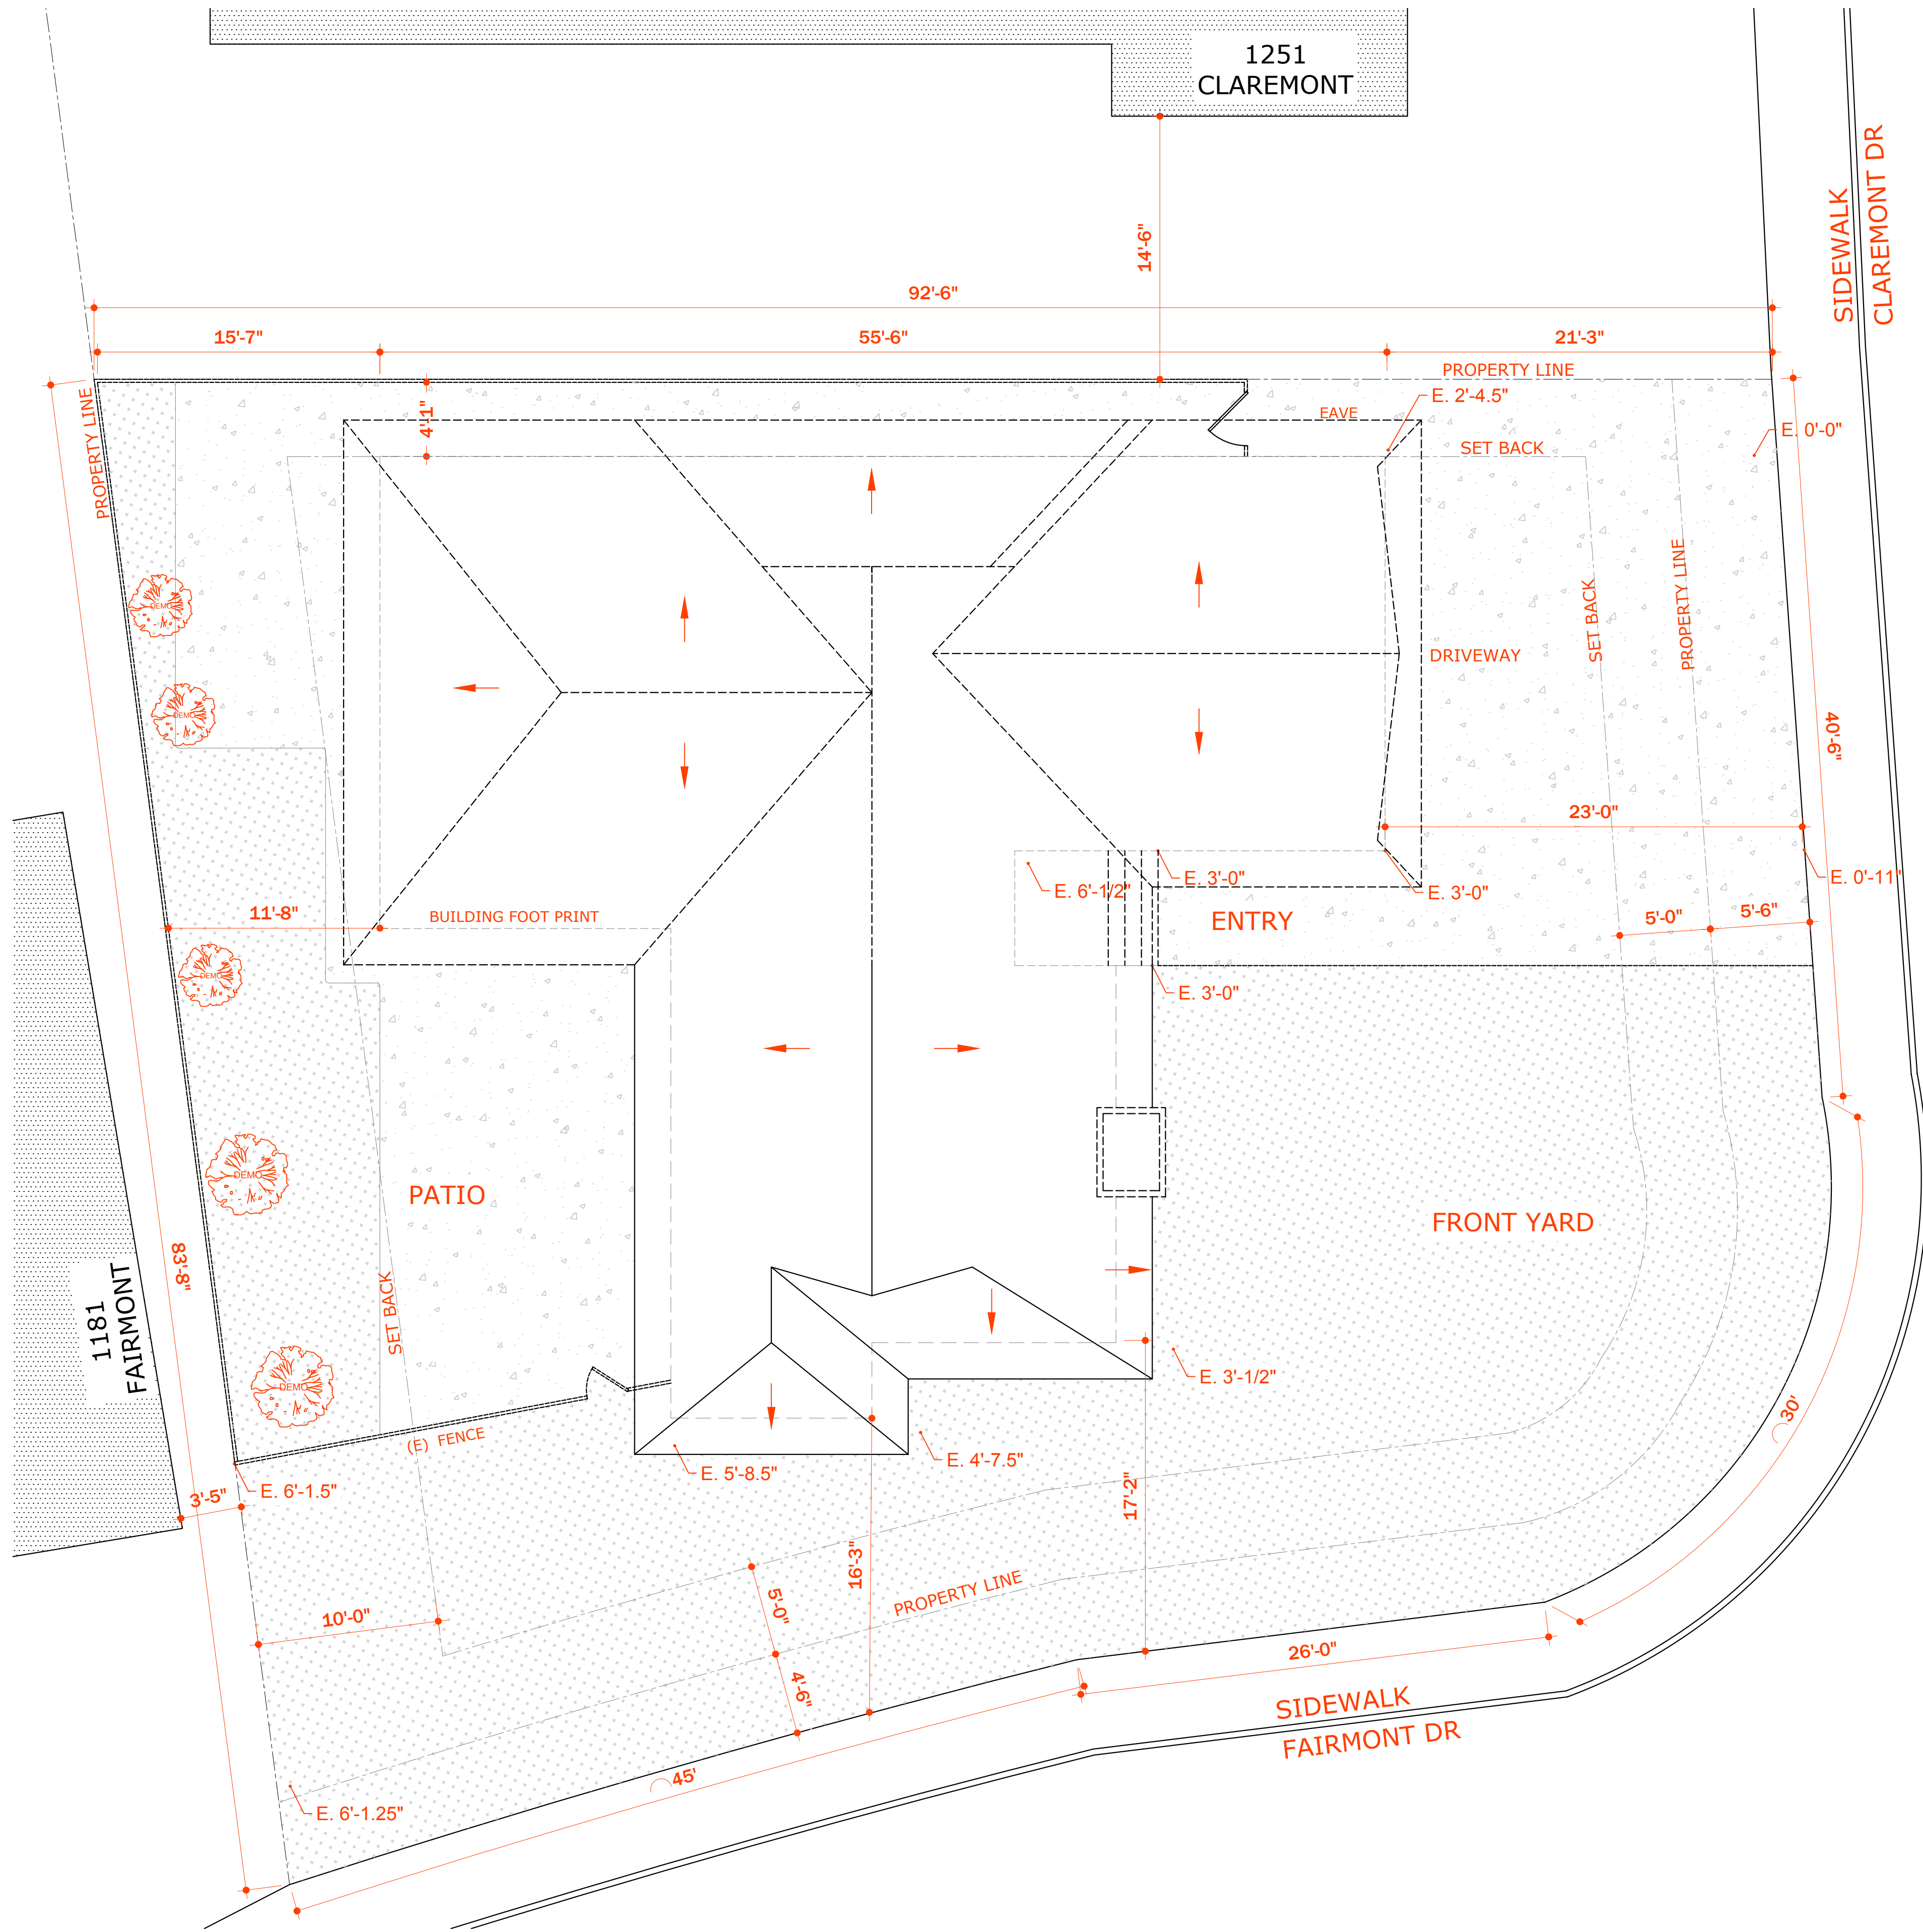 1251
CLAREMONT
SIDEWALK
CLAREMONT DR
14'-6"
92'-6"
15'-7"
55'-6"
21'-3"
PROPERTY LINE
PROPERTY LINE
E. 2'-4.5"
EAVE
4'-1"
E. 0'-0"
SET BACK
DEMO
SET BACK
PROPERTY LINE
DRIVEWAY
DEMO
40'-6"
23'-0"
E. 6'-1/2"
E. 3'-0"
E. 3'-0"
E. 0'-11"
11'-8"
BUILDING FOOT PRINT
ENTRY
5'-0"
5'-6"
DEMO
E. 3'-0"
DEMO
PATIO
FRONT YARD
83'-8"
1181
FAIRMONT
SET BACK
DEMO
E. 3'-1/2"
30'
(E) FENCE
E. 5'-8.5"
E. 4'-7.5"
E. 6'-1.5"
3'-5"
17'-2"
16'-3"
5'-0"
PROPERTY LINE
10'-0"
26'-0"
4'-6"
SIDEWALK
FAIRMONT DR
45'
E. 6'-1.25"